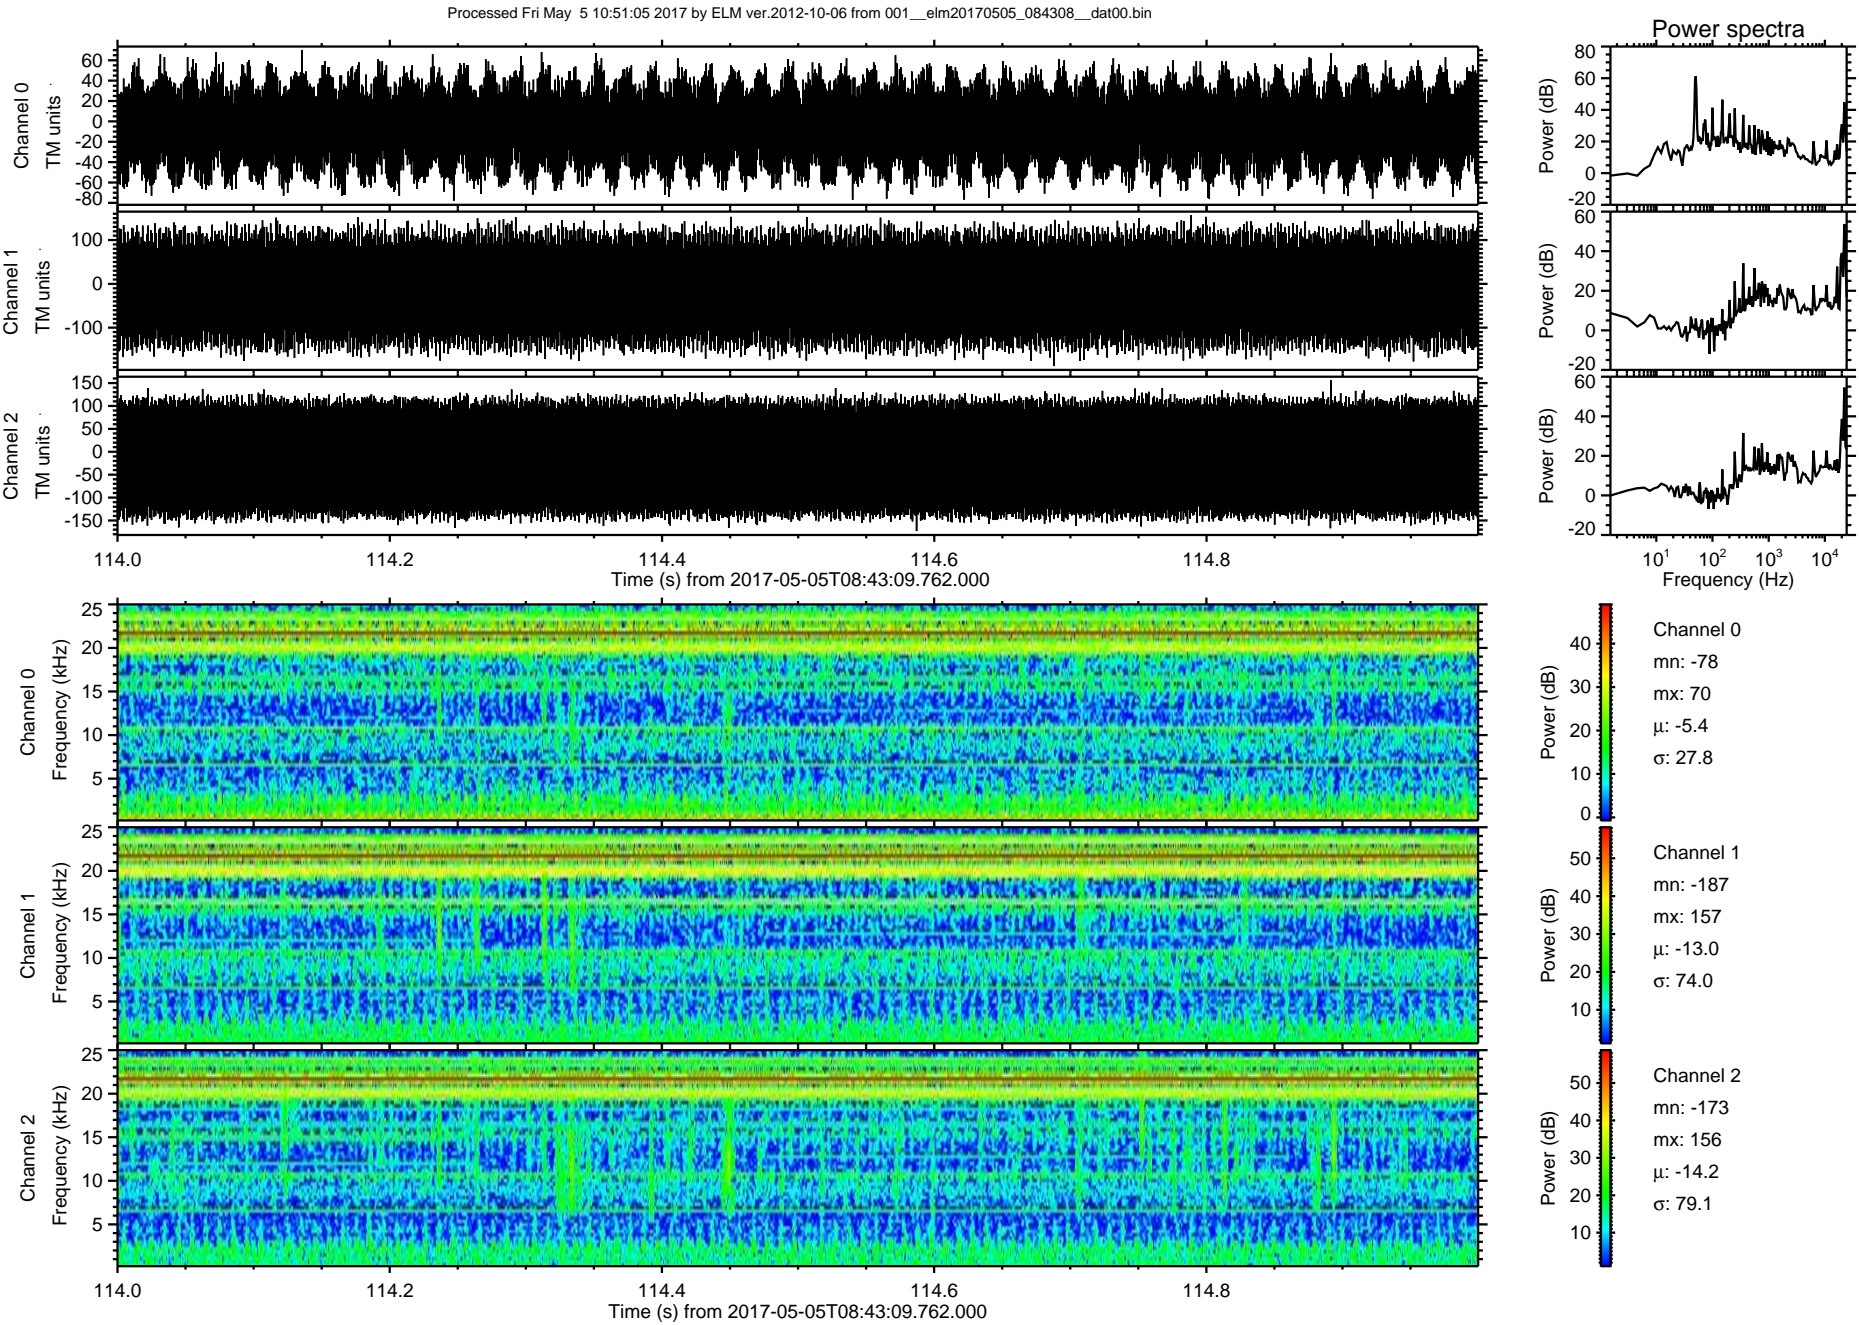 Processed Fri May  5 10:51:05 2017 by ELM ver.2012-10-06 from 001__elm20170505_084308__dat00.bin
Power spectra
Channel 0
TM units
60
40
20
0
-20
-40
-60
-80
Power (dB)
80
60
40
20
0
-20
Channel 1
TM units
100
0
-100
Power (dB)
60
40
20
0
-20
Channel 2
TM units
150
100
50
0
-50
-100
-150
Power (dB)
60
40
20
0
-20
114.0 114.2 114.4 114.6 114.8
Time (s) from 2017-05-05T08:43:09.762.000
10¹ 10² 10³ 10⁴
Frequency (Hz)
Channel 0
Frequency (kHz)
25
20
15
10
5
Power (dB)
40
30
20
10
0
Channel 0
mn: -78
mx: 70
μ: -5.4
σ: 27.8
Channel 1
Frequency (kHz)
25
20
15
10
5
Power (dB)
50
40
30
20
10
Channel 1
mn: -187
mx: 157
μ: -13.0
σ: 74.0
Channel 2
Frequency (kHz)
25
20
15
10
5
Power (dB)
50
40
30
20
10
Channel 2
mn: -173
mx: 156
μ: -14.2
σ: 79.1
114.0 114.2 114.4 114.6 114.8
Time (s) from 2017-05-05T08:43:09.762.000